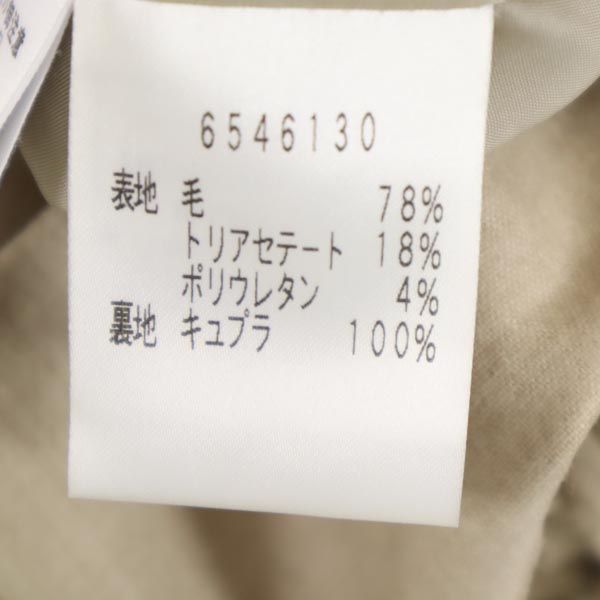 6546130
表地 毛 78%
トリアセテート 18%
ポリウレタン 4%
裏地 キュプラ 100%